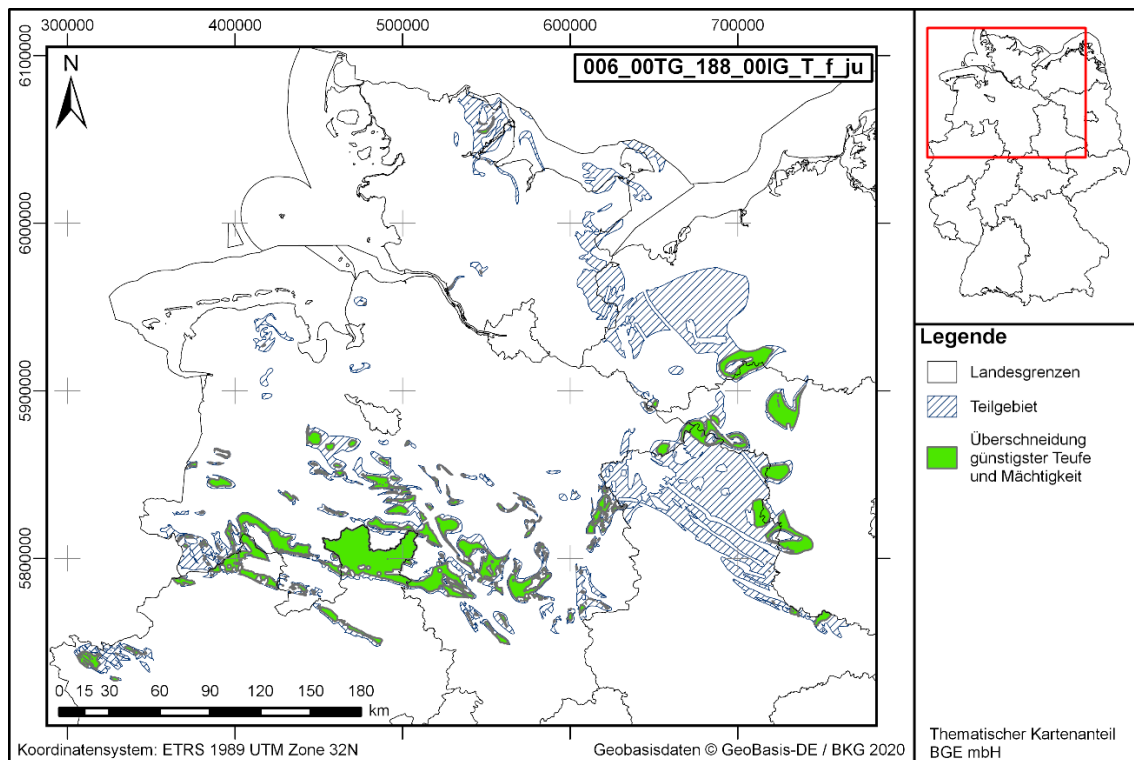 300000 400000 500000 600000 700000
6100000
6000000
5900000
5800000
N
006_00TG_188_00IG_T_f_ju
0 15 30 60 90 120 150 180
km
Koordinatensystem: ETRS 1989 UTM Zone 32N
Geobasisdaten © GeoBasis-DE / BKG 2020
Legende
Landesgrenzen
Teilgebiet
Überschneidung
günstigster Teufe
und Mächtigkeit
Thematischer Kartenanteil
BGE mbH